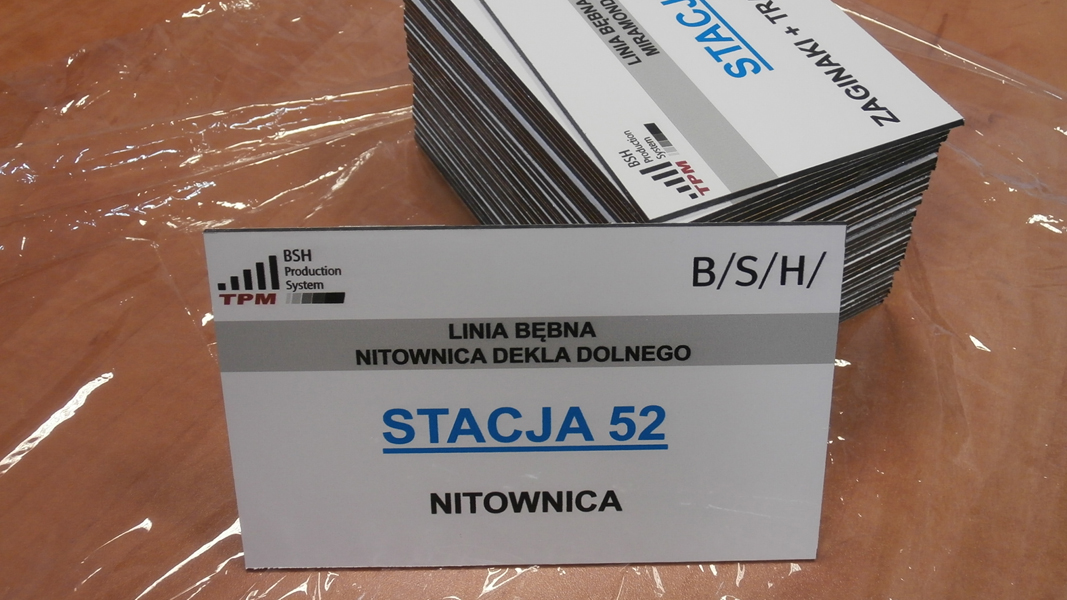 BSH
Production
System
TPM
B/S/H/
LINIA BĘBNA
NITOWNICA DEKLA DOLNEGO
STACJA 52
NITOWNICA
BSH
Production
System
TPM
LINIA BĘBNA
STACJ
ZAGINAKI +